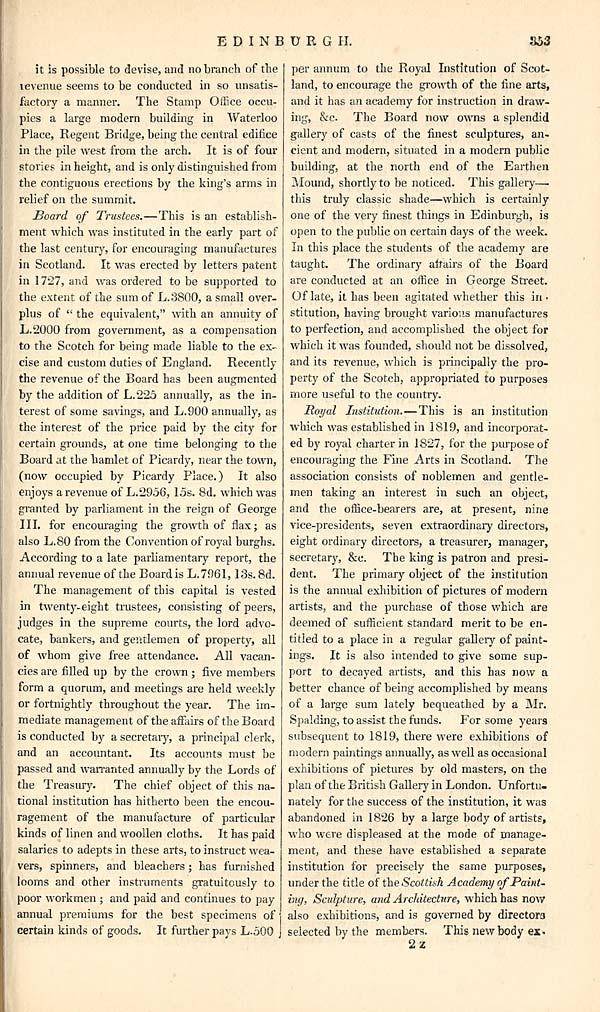 EDINBURGH.
353
it is possible to devise, and no branch of the
revenue seems to be conducted in so unsatis-
factory a manner. The Stamp Office occu-
pies a large modern building in Waterloo
Place, Regent Bridge, being the central edifice
in the pile west from the arch. It is of four
stories in height, and is only distinguished from
the contiguous erections by the king's arms in
relief on the summit.
Board of Trustees.—This is an establish-
ment which was instituted in the early part of
the last century, for encouraging manufactures
in Scotland. It was erected by letters patent
in 1727, and was ordered to be supported to
the extent of the sum of L.3800, a small over-
plus of " the equivalent," with an annuity of
L.2000 from government, as a compensation
to the Scotch for being made liable to the ex-
cise and custom duties of England. Recently
the revenue of the Board has been augmented
by the addition of L.225 annually, as the in-
terest of some savings, and L.900 annually, as
the interest of the price paid by the city for
certain grounds, at one time belonging to the
Board at the hamlet of Picardy, near the town,
(now occupied by Picardy Place.) It also
enjoys a revenue of L.2956, 15s. 8d. which was
granted by parliament in the reign of George
III. for encouraging the growth of flax; as
also L.80 from the Convention of royal burghs.
According to a late parliamentary report, the
annual revenue of the Board is L.7961, 13s. 8d.
The management of this capital is vested
in twenty-eight trustees, consisting of peers,
judges in the supreme courts, the lord advo-
cate, bankers, and gentlemen of property, all
of whom give free attendance. All vacan-
cies are filled up by the crown ; five members
form a quorum, and meetings are held weekly
or fortnightly throughout the year. The im-
mediate management of the affairs of the Board
is conducted by a secretary, a principal clerk,
and an accountant. Its accounts must be
passed and warranted annually by the Lords of
the Treasury. The chief object of this na-
tional institution has hitherto been the encou-
ragement of the manufacture of particular
kinds of linen and woollen cloths. It has paid
salaries to adepts in these arts, to instruct wea-
vers, spinners, and bleachers ; has furnished
looms and other instruments gratuitously to
poor workmen ; and paid and continues to pay
annual premiums for the best specimens of
certain kinds of goods. It further pays L.500
per annum to the Royal Institution of Scot-
land, to encourage the growth of the fine arts,
and it has an academy for instruction in draw-
ing, &c. The Board now owns a splendid
gallery of casts of the finest sculptures, an-
cient and modern, situated in a modern public
building, at the north end of the Earthen
Mound, shortly to be noticed. This gallery—
this truly classic shade—which is certainly
one of the very finest things in Edinburgh, is
open to the public on certain days of the week.
In this place the students of the academy are
taught. The ordinary affairs of the Board
are conducted at an office in George Street.
Of late, it has been agitated whether this in-
stitution, having brought various manufactures
to perfection, and accomplished the object for
which it was founded, should not be dissolved,
and its revenue, which is principally the pro-
perty of the Scotch, appropriated to purposes
more useful to the country.
Royal Institution.—This is an institution
which was established in 1819, and incorporat-
ed by royal charter in 1827, for the purpose of
encouraging the Fine Arts in Scotland. The
association consists of noblemen and gentle-
men taking an interest in such an object,
and the office-bearers are, at present, nine
vice-presidents, seven extraordinary directors,
eight ordinary directors, a treasurer, manager,
secretary, &c. The king is patron and presi-
dent. The primary object of the institution
is the annual exhibition of pictures of modern
artists, and the purchase of those which are
deemed of sufficient standard merit to be en-
titled to a place in a regular gallery of paint-
ings. It is also intended to give some sup-
port to decayed artists, and this has now a
better chance of being accomplished by means
of a large sum lately bequeathed by a Mr.
Spalding, to assist the funds. For some years
subsequent to 1819, there were exhibitions of
modern paintings annually, as well as occasional
exhibitions of pictures by old masters, on the
plan of the British Gallery in London. Unfortu-
nately for the success of the institution, it was
abandoned in 1826 by a large body of artists,
who were displeased at the mode of manage-
ment, and these have established a separate
institution for precisely the same purposes,
under the title of the Scottish Academy of Paint-
ing, Sculpture, and Architecture, which has now
also exhibitions, and is governed by directors
selected by the members. This new body ex-
2 z